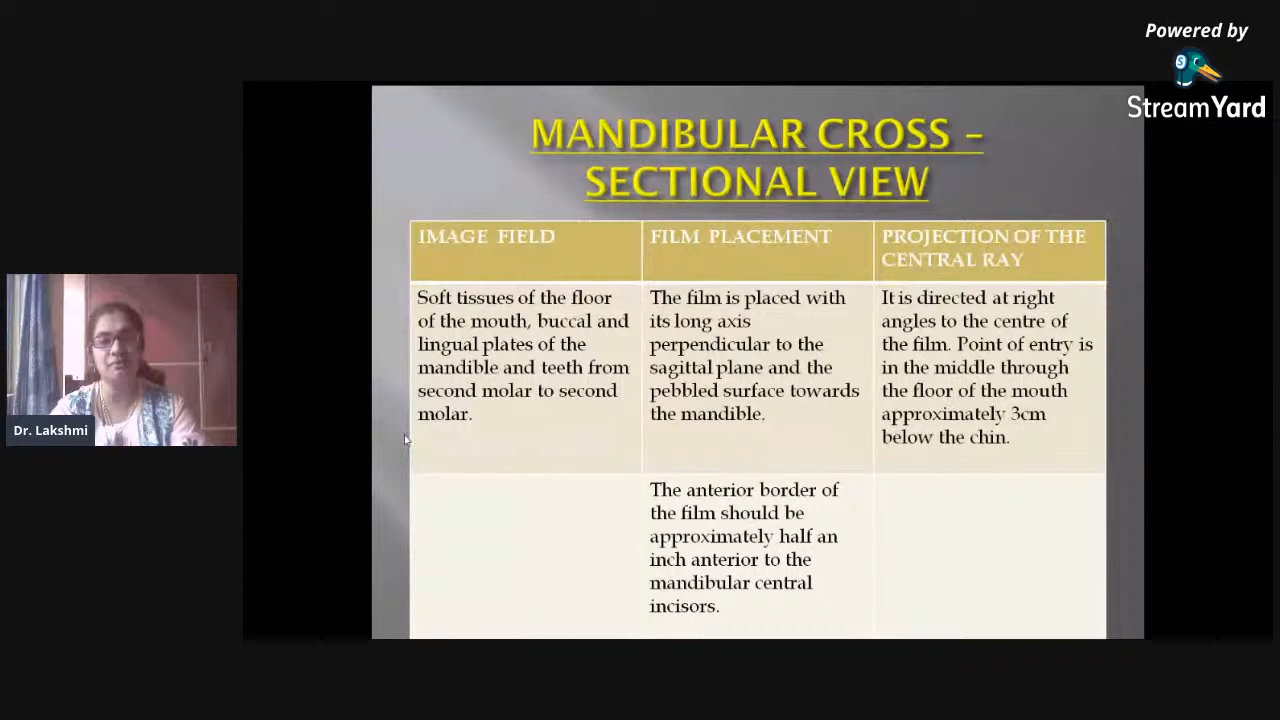 Powered by
StreamYard
MANDIBULAR CROSS –
SECTIONAL VIEW
IMAGE FIELD
FILM PLACEMENT
PROJECTION OF THE
CENTRAL RAY
Soft tissues of the floor
of the mouth, buccal and
lingual plates of the
mandible and teeth from
second molar to second
molar.
The film is placed with
its long axis
perpendicular to the
sagittal plane and the
pebbled surface towards
the mandible.
It is directed at right
angles to the centre of
the film. Point of entry is
in the middle through
the floor of the mouth
approximately 3cm
below the chin.
The anterior border of
the film should be
approximately half an
inch anterior to the
mandibular central
incisors.
Dr. Lakshmi